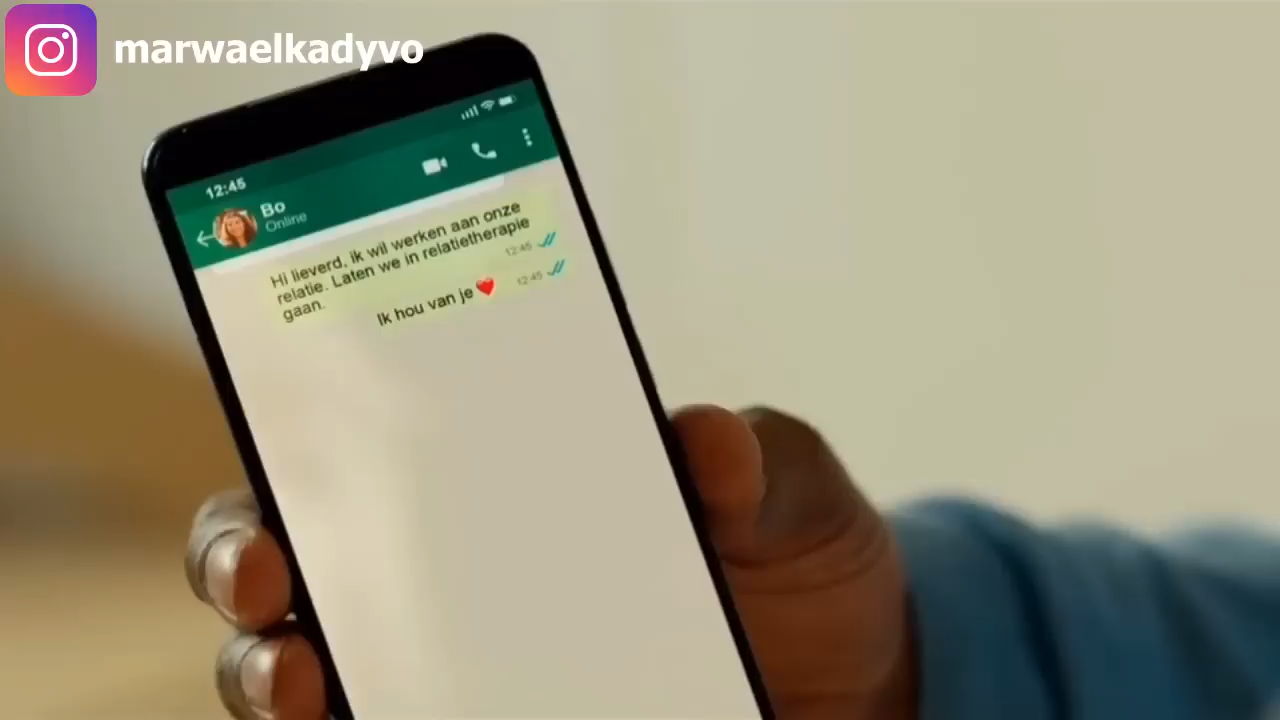 marwaelkadyvo
12:45
Bo
Online
Hi lieverd, ik wil werken aan onze
relatie. Laten we in relatietherapie
gaan.
12:45
Ik hou van je ❤️
12:45